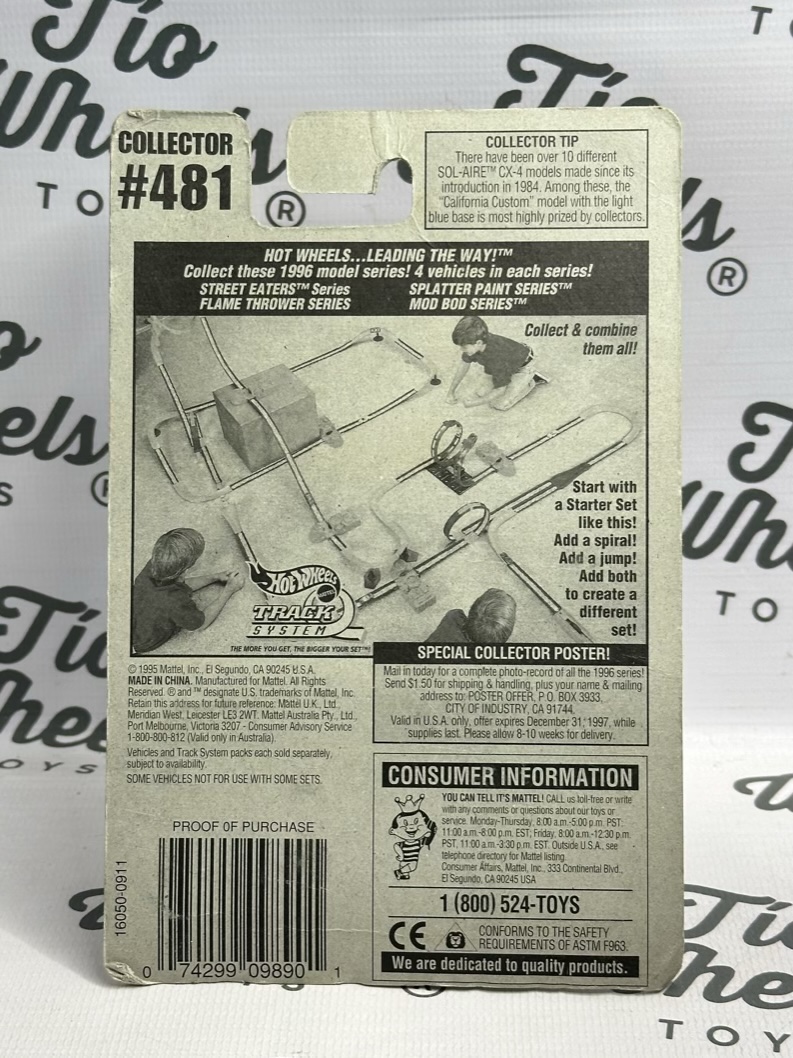 Tío
Wheels
TOYS
®
COLLECTOR
#481
COLLECTOR TIP
There have been over 10 different
SOL-AIRE™ CX-4 models made since its
introduction in 1984. Among these, the
"California Custom" model with the light
blue base is most highly prized by collectors.
HOT WHEELS...LEADING THE WAY!™
Collect these 1996 model series! 4 vehicles in each series!
STREET EATERS™ Series
SPLATTER PAINT SERIES™
FLAME THROWER SERIES
MOD BOD SERIES™
Collect & combine
them all!
Start with
a Starter Set
like this!
Add a spiral!
Add a jump!
Add both
to create a
different
set!
HOT WHEELS
MATTEL
TRACK
SYSTEM
THE MORE YOU GET, THE BIGGER YOUR SET™!
© 1995 Mattel, Inc., El Segundo, CA 90245 U.S.A.
MADE IN CHINA. Manufactured for Mattel. All Rights
Reserved. ® and ™ designate U.S. trademarks of Mattel, Inc.
Retain this address for future reference: Mattel U.K., Ltd.,
Meridian West, Leicester LE3 2WT. Mattel Australia Pty., Ltd.,
Port Melbourne, Victoria 3207 - Consumer Advisory Service
1-800-800-812 (Valid only in Australia).
Vehicles and Track System packs each sold separately,
subject to availability.
SOME VEHICLES NOT FOR USE WITH SOME SETS.
SPECIAL COLLECTOR POSTER!
Mail in today for a complete photo-record of all the 1996 series!
Send $1.50 for shipping & handling, plus your name & mailing
address to: POSTER OFFER, P.O. BOX 3933,
CITY OF INDUSTRY, CA 91744.
Valid in U.S.A. only, offer expires December 31, 1997, while
supplies last. Please allow 8-10 weeks for delivery.
CONSUMER INFORMATION
YOU CAN TELL IT'S MATTEL! CALL us toll-free or write
with any comments or questions about our toys or
service. Monday-Thursday, 8:00 a.m.-5:00 p.m. PST,
11:00 a.m.-8:00 p.m. EST; Friday, 8:00 a.m.-12:30 p.m.
PST, 11:00 a.m.-3:30 p.m. EST. Outside U.S.A., see
telephone directory for Mattel listing.
Consumer Affairs, Mattel, Inc., 333 Continental Blvd.,
El Segundo, CA 90245 USA
1 (800) 524-TOYS
CE
CONFORMS TO THE SAFETY
REQUIREMENTS OF ASTM F963.
We are dedicated to quality products.
PROOF OF PURCHASE
16050-0911
0 74299 09890 1